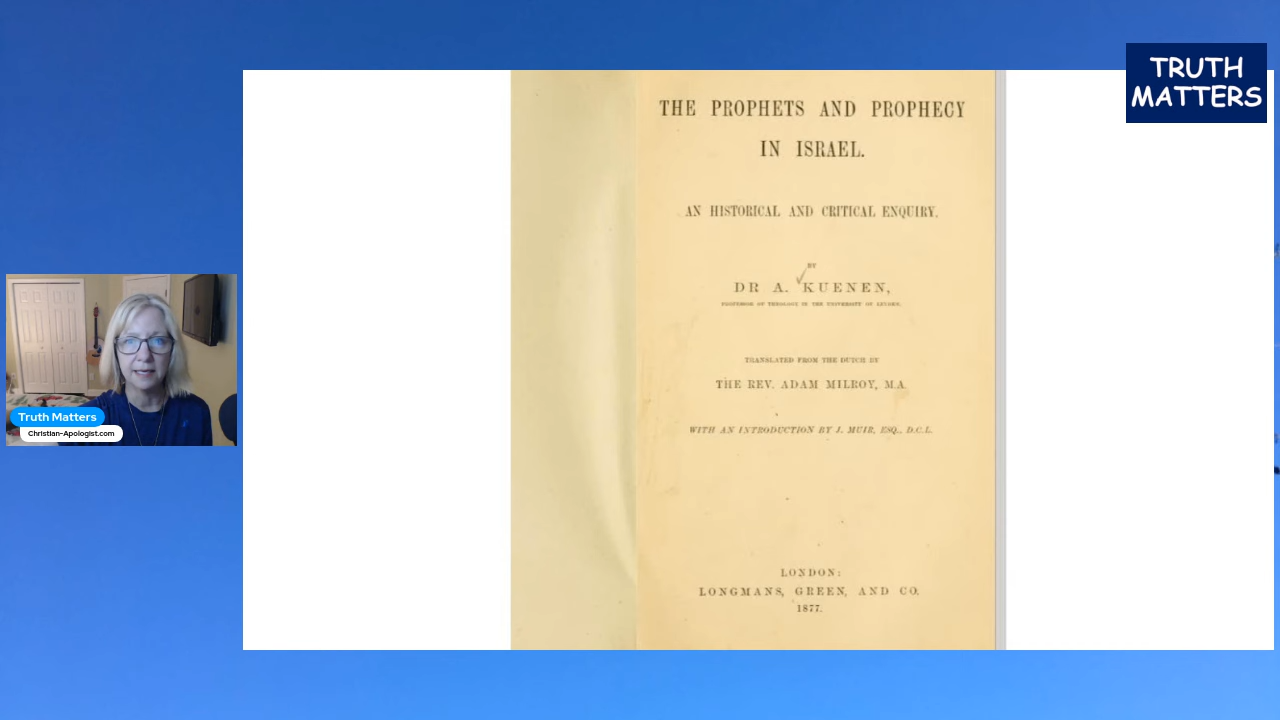 TRUTH
MATTERS
THE PROPHETS AND PROPHECY
IN ISRAEL.
AN HISTORICAL AND CRITICAL ENQUIRY,
BY
DR A. KUENEN,
PROFESSOR OF THEOLOGY IN THE UNIVERSITY OF LEYDEN.
TRANSLATED FROM THE DUTCH BY
THE REV. ADAM MILROY, M.A.
WITH AN INTRODUCTION BY J. MUIR, ESQ., D.C.L.
LONDON:
LONGMANS, GREEN, AND CO.
1877.
Truth Matters
Christian-Apologist.com